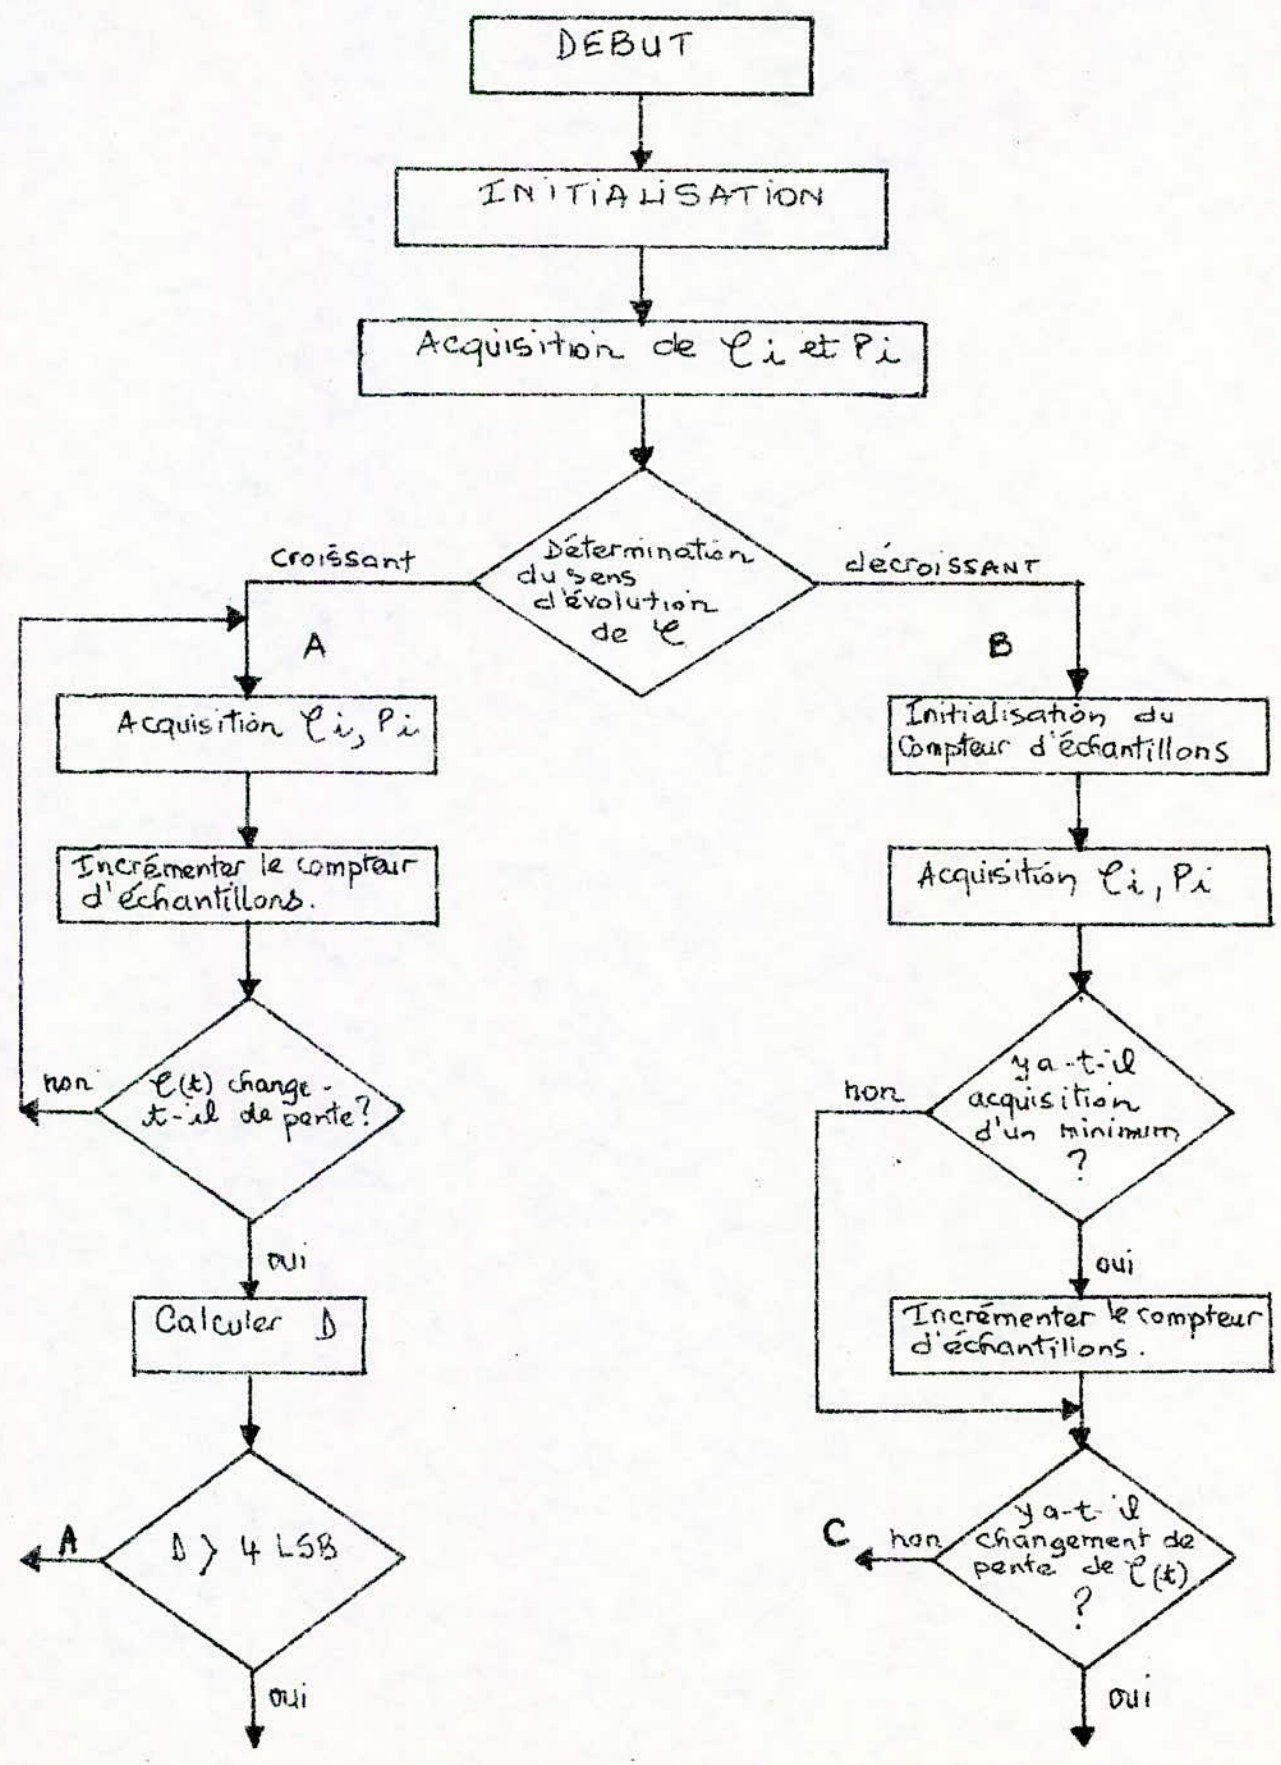 DEBUT
INITIALISATION
Acquisition de ℓi et Pi
croissant
Détermination
du sens
d'évolution
de ℓ
décroissant
A
Acquisition ℓi, Pi
Incrémenter le compteur
d'échantillons.
non
ℓ(t) change-
t-il de pente?
oui
Calculer D
A
D > 4 LSB
oui
B
Initialisation du
Compteur d'échantillons
Acquisition ℓi, Pi
non
y a-t-il
acquisition
d'un minimum
?
oui
Incrémenter le compteur
d'échantillons.
C
non
y a-t-il
changement de
pente de ℓ(t)
?
oui